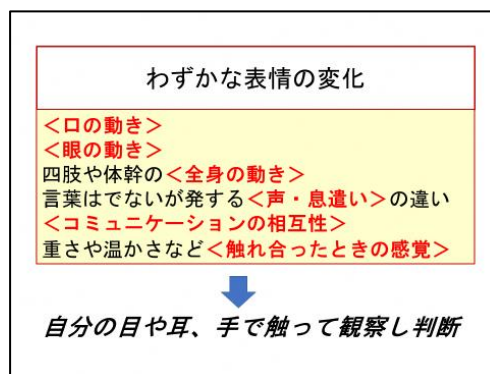 わずかな表情の変化
＜口の動き＞
＜眼の動き＞
四肢や体幹の＜全身の動き＞
言葉はでないが発する＜声・息遣い＞の違い
＜コミュニケーションの相互性＞
重さや温かさなど＜触れ合ったときの感覚＞
自分の目や耳、手で触って観察し判断